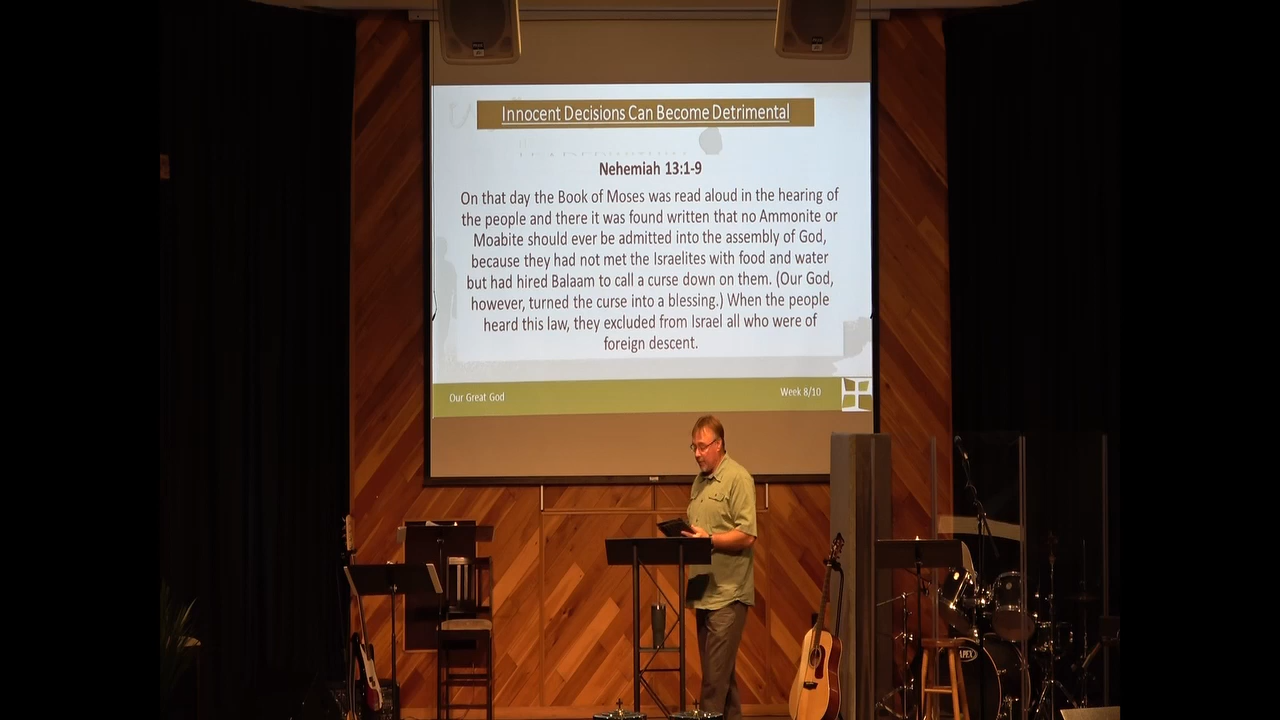 Innocent Decisions Can Become Detrimental
Nehemiah 13:1-9
On that day the Book of Moses was read aloud in the hearing of
the people and there it was found written that no Ammonite or
Moabite should ever be admitted into the assembly of God,
because they had not met the Israelites with food and water
but had hired Balaam to call a curse down on them. (Our God,
however, turned the curse into a blessing.) When the people
heard this law, they excluded from Israel all who were of
foreign descent.
Our Great God
Week 8/10